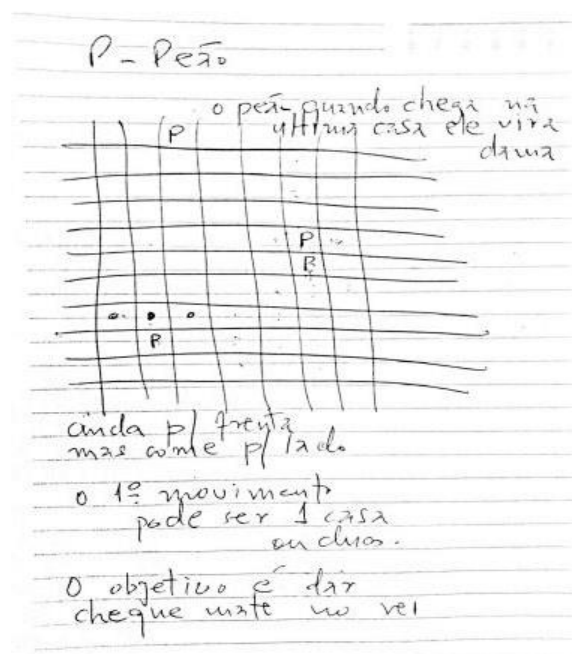 P - Peão
o peão quando chega na
última casa ele vira
dama
P
P
P
P
anda p/ frente
mas come p/ lado
o 1º movimento
pode ser 1 casa
ou duas.
O objetivo é dar
cheque mate no rei